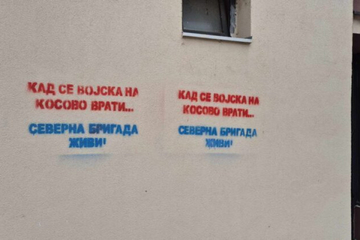 КАД СЕ ВОЈСКА НА
КОСОВО ВРАТИ...
СЕВЕРНА БРИГАДА
ЖИВИ!
КАД СЕ ВОЈСКА НА
КОСОВО ВРАТИ...
СЕВЕРНА БРИГАДА
ЖИВИ!